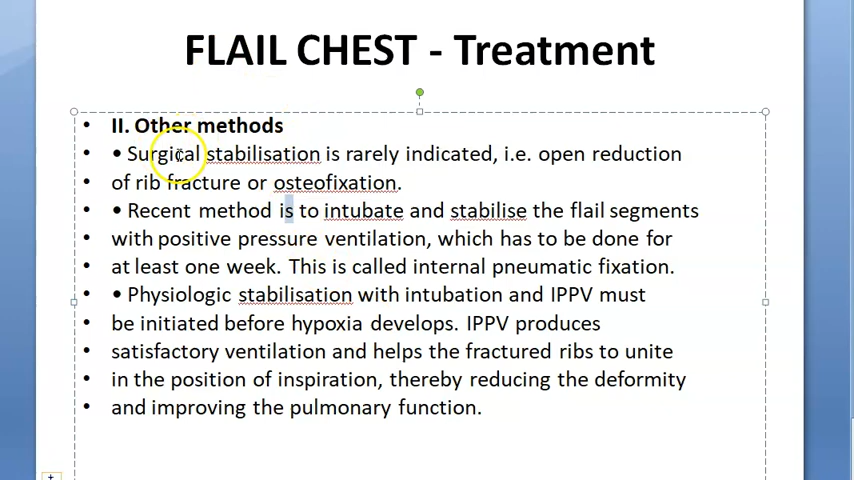 FLAIL CHEST - Treatment
• II. Other methods
• • Surgical stabilisation is rarely indicated, i.e. open reduction
• of rib fracture or osteofixation.
• • Recent method is to intubate and stabilise the flail segments
• with positive pressure ventilation, which has to be done for
• at least one week. This is called internal pneumatic fixation.
• • Physiologic stabilisation with intubation and IPPV must
• be initiated before hypoxia develops. IPPV produces
• satisfactory ventilation and helps the fractured ribs to unite
• in the position of inspiration, thereby reducing the deformity
• and improving the pulmonary function.